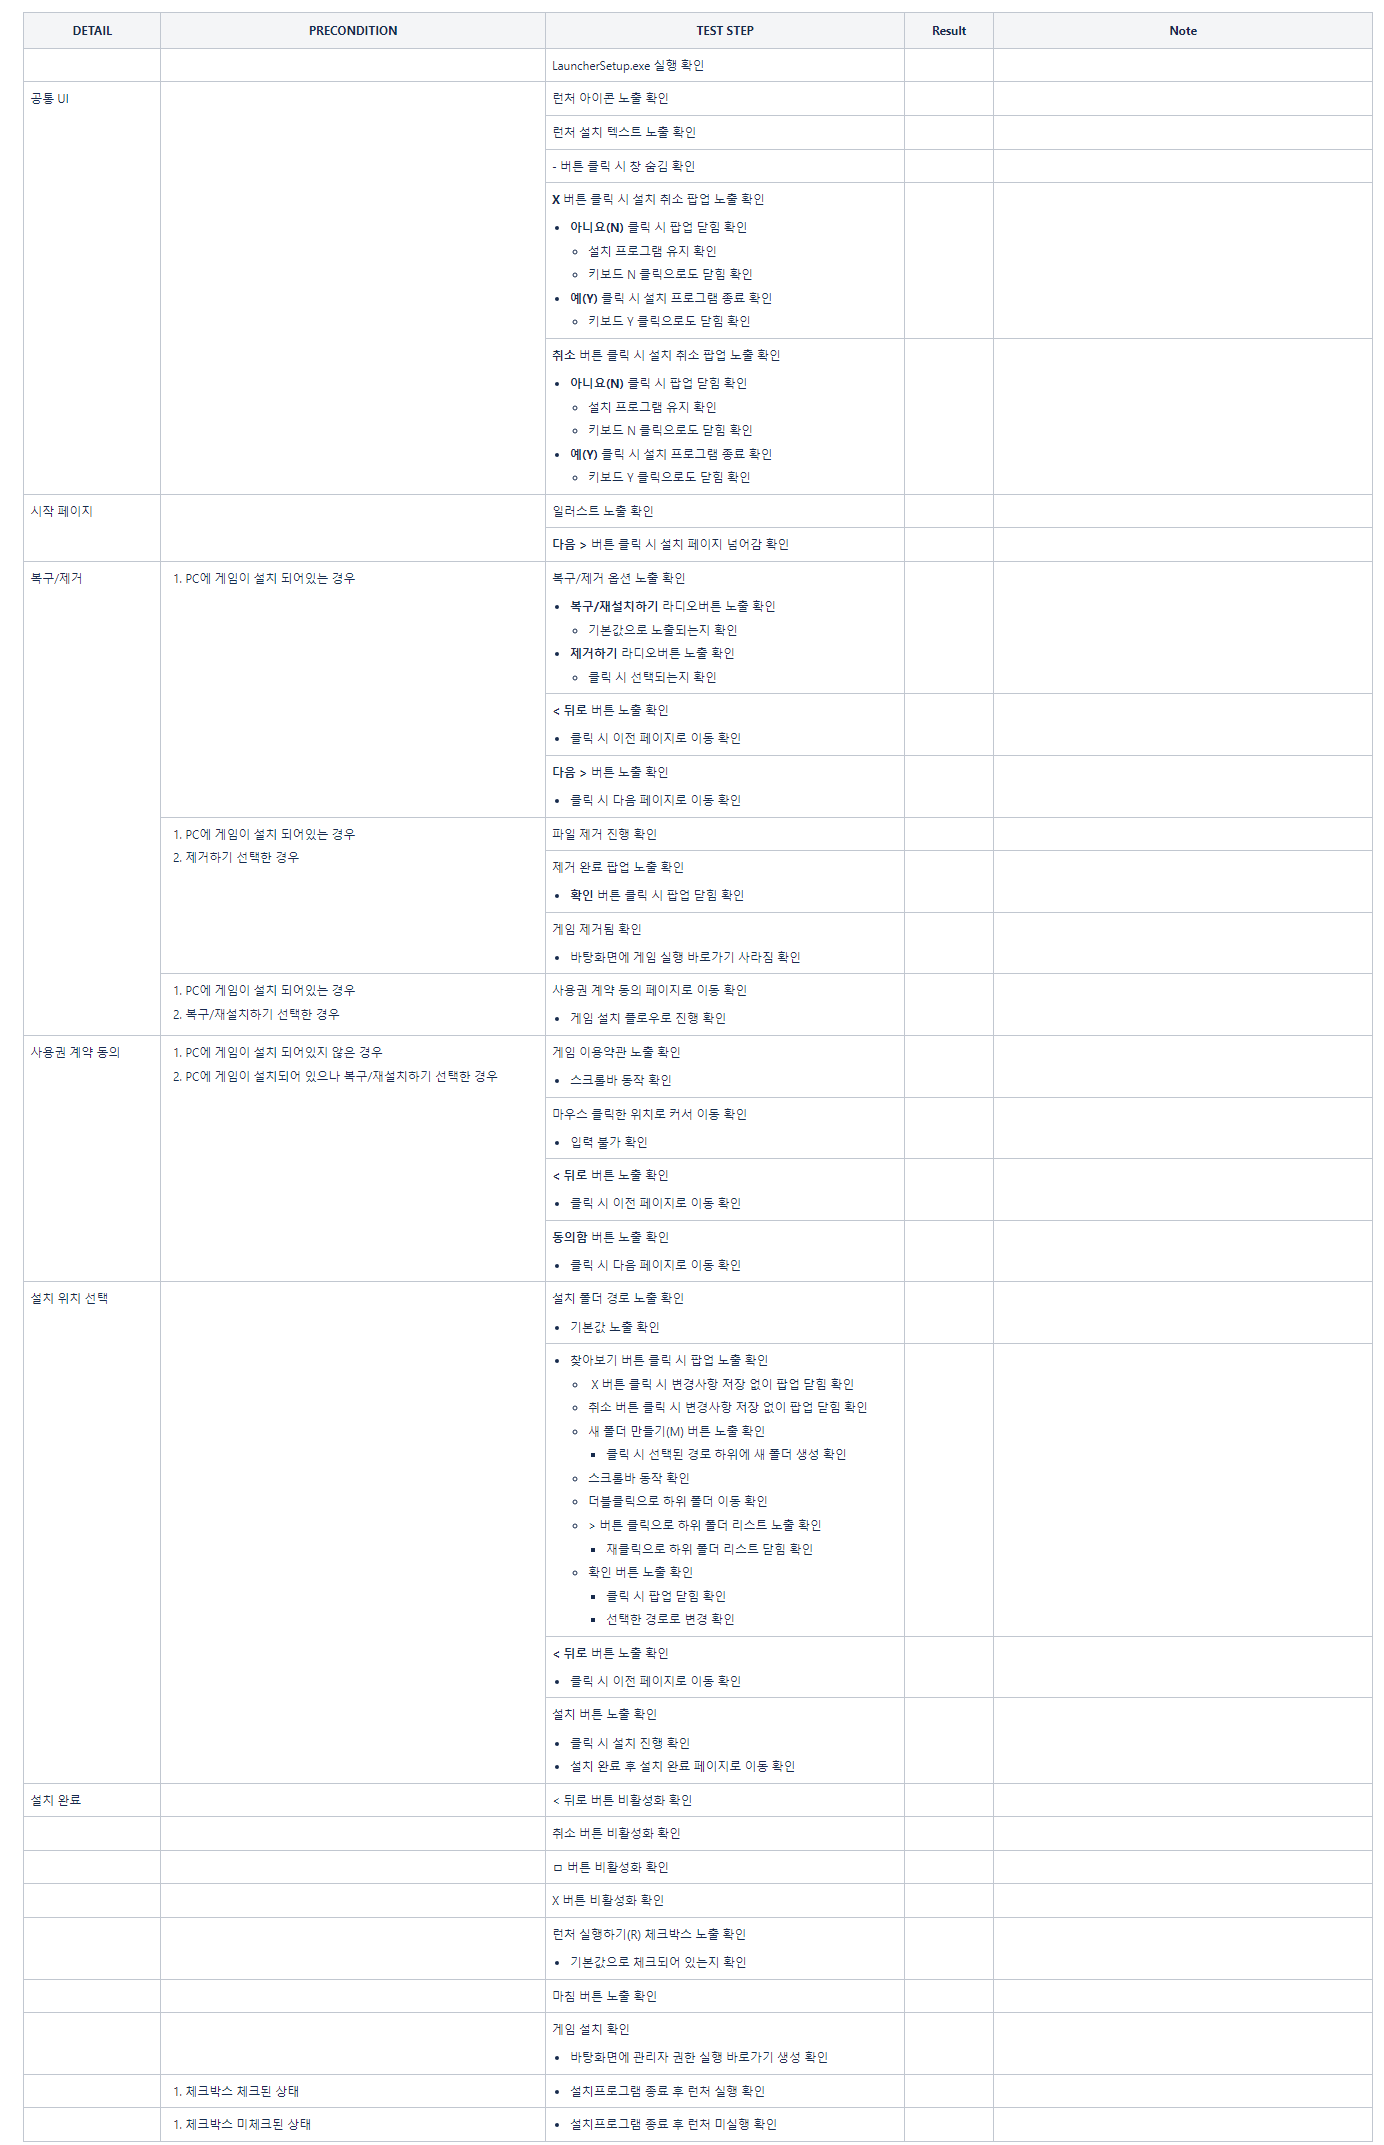 DETAIL PRECONDITION TEST STEP Result Note
LauncherSetup.exe 실행 확인
공통 UI
런처 아이콘 노출 확인
런처 설치 텍스트 노출 확인
- 버튼 클릭 시 창 숨김 확인
X 버튼 클릭 시 설치 취소 팝업 노출 확인
• 아니요(N) 클릭 시 팝업 닫힘 확인
◦ 설치 프로그램 유지 확인
◦ 키보드 N 클릭으로도 닫힘 확인
• 예(Y) 클릭 시 설치 프로그램 종료 확인
◦ 키보드 Y 클릭으로도 닫힘 확인
취소 버튼 클릭 시 설치 취소 팝업 노출 확인
• 아니요(N) 클릭 시 팝업 닫힘 확인
◦ 설치 프로그램 유지 확인
◦ 키보드 N 클릭으로도 닫힘 확인
• 예(Y) 클릭 시 설치 프로그램 종료 확인
◦ 키보드 Y 클릭으로도 닫힘 확인
시작 페이지
일러스트 노출 확인
다음 > 버튼 클릭 시 설치 페이지 넘어감 확인
복구/제거
1. PC에 게임이 설치 되어있는 경우
복구/제거 옵션 노출 확인
• 복구/재설치하기 라디오버튼 노출 확인
◦ 기본값으로 노출되는지 확인
• 제거하기 라디오버튼 노출 확인
◦ 클릭 시 선택되는지 확인
< 뒤로 버튼 노출 확인
• 클릭 시 이전 페이지로 이동 확인
다음 > 버튼 노출 확인
• 클릭 시 다음 페이지로 이동 확인
1. PC에 게임이 설치 되어있는 경우
2. 제거하기 선택한 경우
파일 제거 진행 확인
제거 완료 팝업 노출 확인
• 확인 버튼 클릭 시 팝업 닫힘 확인
게임 제거됨 확인
• 바탕화면에 게임 실행 바로가기 사라짐 확인
1. PC에 게임이 설치 되어있는 경우
2. 복구/재설치하기 선택한 경우
사용권 계약 동의 페이지로 이동 확인
• 게임 설치 플로우로 진행 확인
사용권 계약 동의
1. PC에 게임이 설치 되어있지 않은 경우
2. PC에 게임이 설치되어 있으나 복구/재설치하기 선택한 경우
게임 이용약관 노출 확인
• 스크롤바 동작 확인
마우스 클릭한 위치로 커서 이동 확인
• 입력 불가 확인
< 뒤로 버튼 노출 확인
• 클릭 시 이전 페이지로 이동 확인
동의함 버튼 노출 확인
• 클릭 시 다음 페이지로 이동 확인
설치 위치 선택
설치 폴더 경로 노출 확인
• 기본값 노출 확인
• 찾아보기 버튼 클릭 시 팝업 노출 확인
◦ X 버튼 클릭 시 변경사항 저장 없이 팝업 닫힘 확인
◦ 취소 버튼 클릭 시 변경사항 저장 없이 팝업 닫힘 확인
◦ 새 폴더 만들기(M) 버튼 노출 확인
▪ 클릭 시 선택된 경로 하위에 새 폴더 생성 확인
◦ 스크롤바 동작 확인
◦ 더블클릭으로 하위 폴더 이동 확인
◦ > 버튼 클릭으로 하위 폴더 리스트 노출 확인
▪ 재클릭으로 하위 폴더 리스트 닫힘 확인
◦ 확인 버튼 노출 확인
▪ 클릭 시 팝업 닫힘 확인
▪ 선택한 경로로 변경 확인
< 뒤로 버튼 노출 확인
• 클릭 시 이전 페이지로 이동 확인
설치 버튼 노출 확인
• 클릭 시 설치 진행 확인
• 설치 완료 후 설치 완료 페이지로 이동 확인
설치 완료
< 뒤로 버튼 비활성화 확인
취소 버튼 비활성화 확인
ㅁ 버튼 비활성화 확인
X 버튼 비활성화 확인
런처 실행하기(R) 체크박스 노출 확인
• 기본값으로 체크되어 있는지 확인
마침 버튼 노출 확인
게임 설치 확인
• 바탕화면에 관리자 권한 실행 바로가기 생성 확인
1. 체크박스 체크된 상태
• 설치프로그램 종료 후 런처 실행 확인
1. 체크박스 미체크된 상태
• 설치프로그램 종료 후 런처 미실행 확인